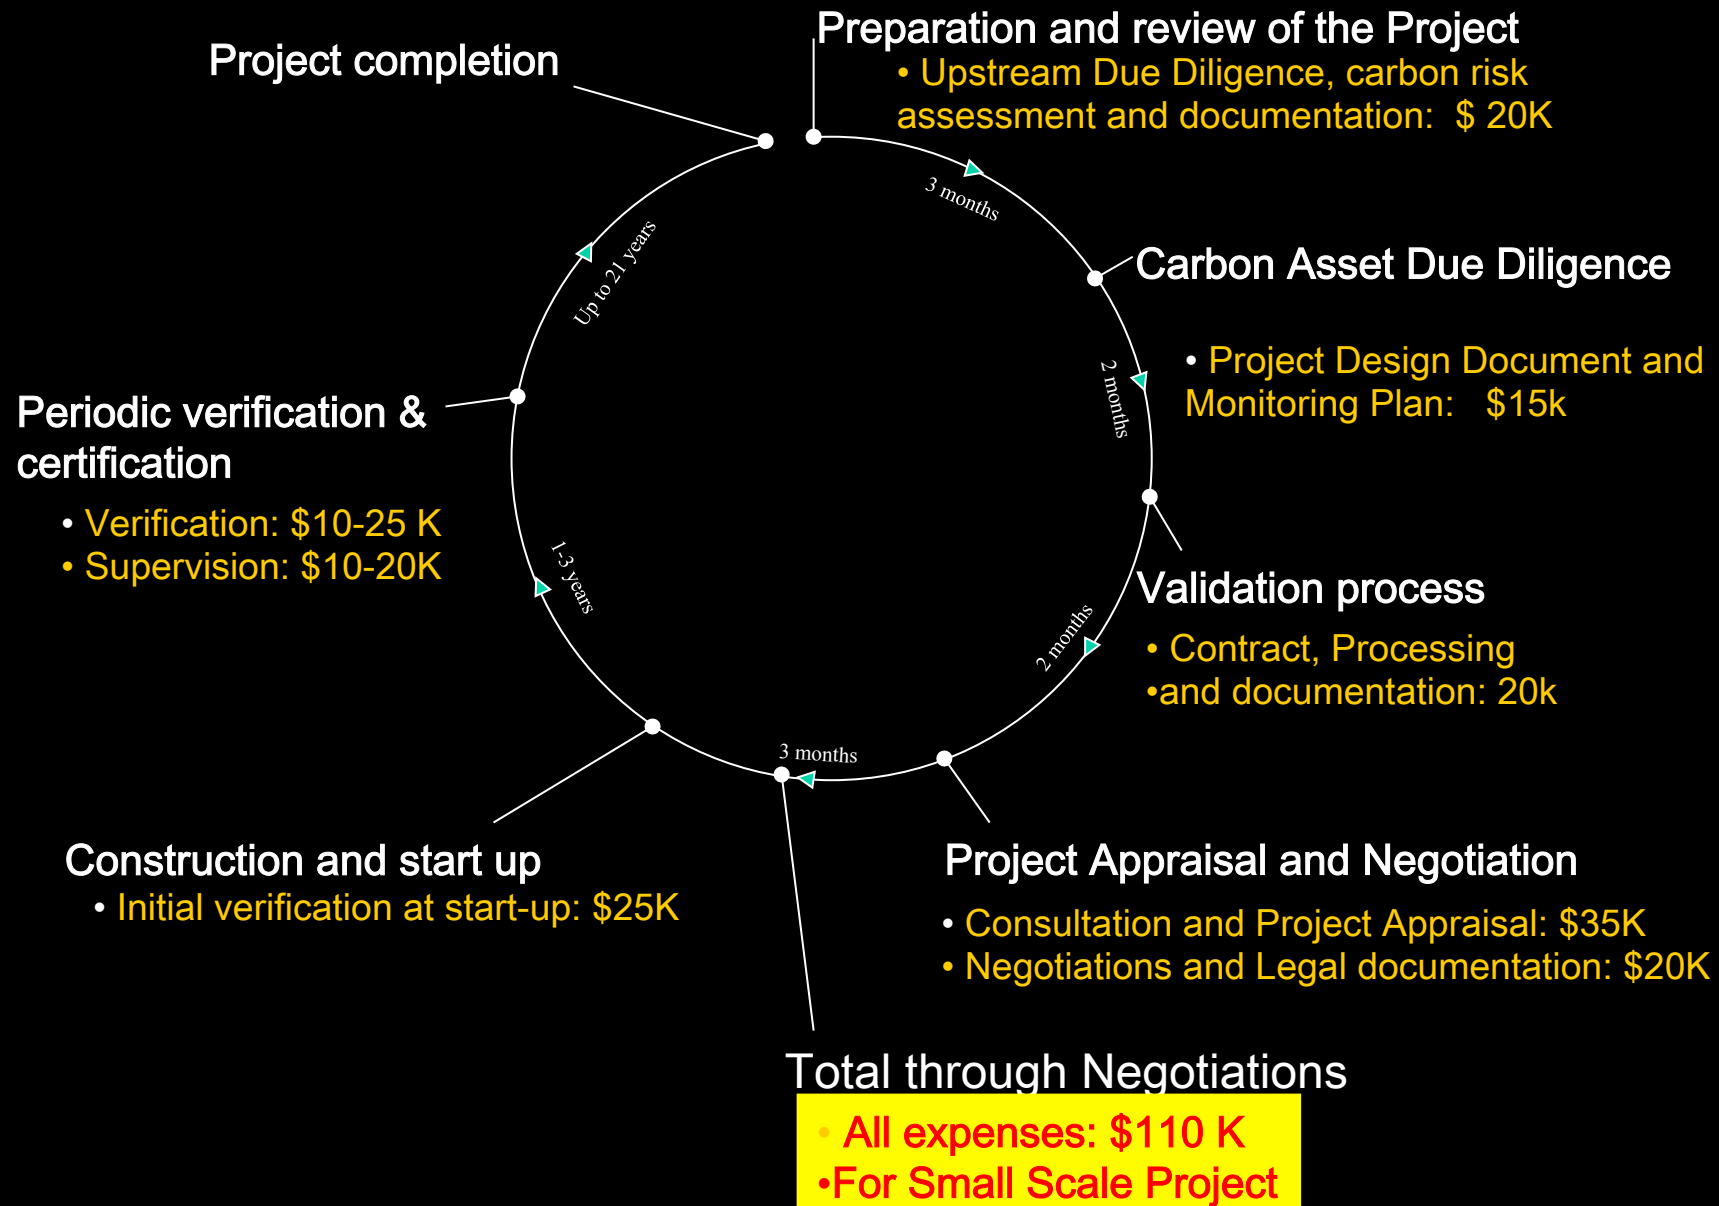 Preparation and review of the Project
• Upstream Due Diligence, carbon risk
assessment and documentation: $ 20K
3 months
Carbon Asset Due Diligence
• Project Design Document and
Monitoring Plan: $15k
2 months
Validation process
• Contract, Processing
•and documentation: 20k
2 months
Project Appraisal and Negotiation
• Consultation and Project Appraisal: $35K
• Negotiations and Legal documentation: $20K
3 months
Total through Negotiations
• All expenses: $110 K
•For Small Scale Project
Construction and start up
• Initial verification at start-up: $25K
1-3 years
Periodic verification &
certification
• Verification: $10-25 K
• Supervision: $10-20K
Up to 21 years
Project completion